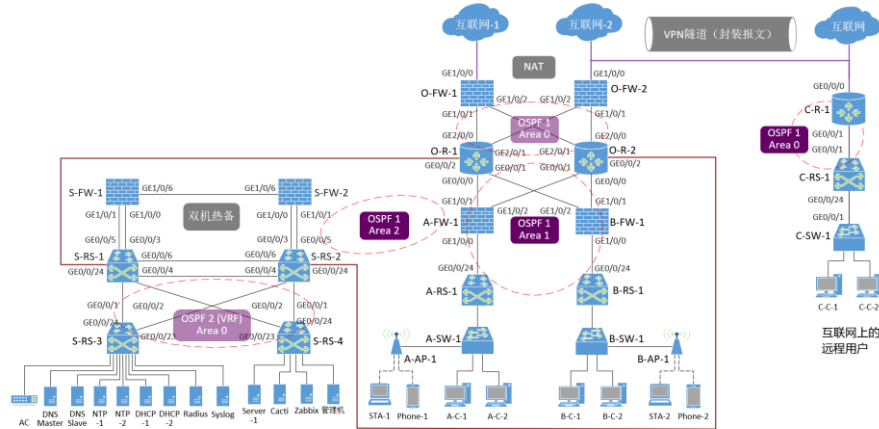 互联网-1
互联网-2
VPN隧道（封装报文）
互联网
NAT
GE1/0/0
GE1/0/0
GE0/0/0
O-FW-1
GE1/0/2
GE1/0/2
O-FW-2
C-R-1
GE1/0/1
GE1/0/1
OSPF 1
Area 0
GE0/0/1
OSPF 1
Area 0
GE2/0/0
GE2/0/0
GE0/0/1
O-R-1
GE2/0/1
GE2/0/1
O-R-2
GE0/0/2
GE0/0/1
GE0/0/1
GE0/0/2
C-RS-1
GE0/0/0
GE0/0/0
S-FW-1
GE1/0/6
GE1/0/6
S-FW-2
GE0/0/24
GE1/0/1
GE1/0/0
GE1/0/0
GE1/0/1
双机热备
A-FW-1
GE1/0/2
GE1/0/2
B-FW-1
GE0/0/1
OSPF 1
Area 2
OSPF 1
Area 1
C-SW-1
GE0/0/5
GE0/0/3
GE0/0/3
GE0/0/5
GE1/0/0
GE1/0/0
S-RS-1
GE0/0/6
GE0/0/6
S-RS-2
GE0/0/24
GE0/0/4
GE0/0/4
GE0/0/24
GE0/0/24
GE0/0/24
C-C-1
C-C-2
A-RS-1
B-RS-1
GE0/0/1
GE0/0/2
GE0/0/2
GE0/0/1
OSPF 2 (VRF)
Area 0
GE0/0/24
GE0/0/24
互联网上的
远程用户
S-RS-3
GE0/0/23
GE0/0/23
S-RS-4
A-SW-1
B-SW-1
A-AP-1
B-AP-1
AC
DNS
Master
DNS
Slave
NTP
-1
NTP
-2
DHCP
-1
DHCP
-2
Radius
Syslog
Server
-1
Cacti
Zabbix
管理机
STA-1
Phone-1
A-C-1
A-C-2
B-C-1
B-C-2
STA-2
Phone-2